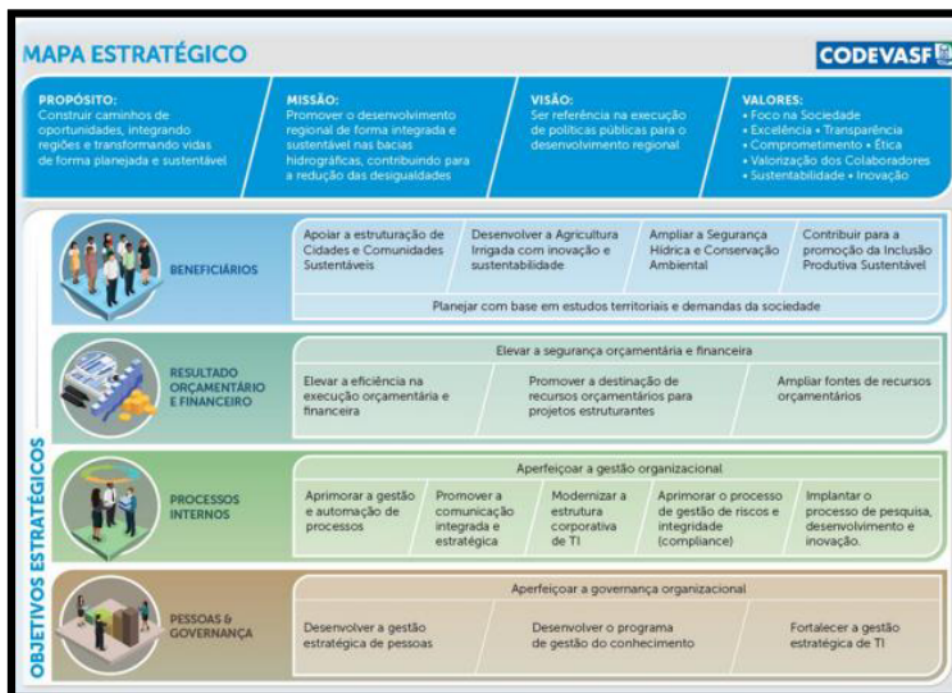 MAPA ESTRATÉGICO
CODEVASF
PROPÓSITO:
Construir caminhos de
oportunidades, integrando
regiões e transformando vidas
de forma planejada e sustentável
MISSÃO:
Promover o desenvolvimento
regional de forma integrada e
sustentável nas bacias
hidrográficas, contribuindo para
a redução das desigualdades
VISÃO:
Ser referência na execução
de políticas públicas para o
desenvolvimento regional
VALORES:
• Foco na Sociedade
• Excelência • Transparência
• Comprometimento • Ética
• Valorização dos Colaboradores
• Sustentabilidade • Inovação
OBJETIVOS ESTRATÉGICOS
BENEFICIÁRIOS
Apoiar a estruturação de
Cidades e Comunidades
Sustentáveis
Desenvolver a Agricultura
Irrigada com inovação e
sustentabilidade
Ampliar a Segurança
Hídrica e Conservação
Ambiental
Contribuir para a
promoção da Inclusão
Produtiva Sustentável
Planejar com base em estudos territoriais e demandas da sociedade
RESULTADO
ORÇAMENTÁRIO
E FINANCEIRO
Elevar a segurança orçamentária e financeira
Elevar a eficiência na
execução orçamentária e
financeira
Promover a destinação de
recursos orçamentários para
projetos estruturantes
Ampliar fontes de recursos
orçamentários
PROCESSOS
INTERNOS
Aperfeiçoar a gestão organizacional
Aprimorar a gestão
e automação de
processos
Promover a
comunicação
integrada e
estratégica
Modernizar a
estrutura
corporativa
de TI
Aprimorar o processo
de gestão de riscos e
integridade
(compliance)
Implantar o
processo de pesquisa,
desenvolvimento e
inovação.
PESSOAS &
GOVERNANÇA
Aperfeiçoar a governança organizacional
Desenvolver a gestão
estratégica de pessoas
Desenvolver o programa
de gestão do conhecimento
Fortalecer a gestão
estratégica de TI